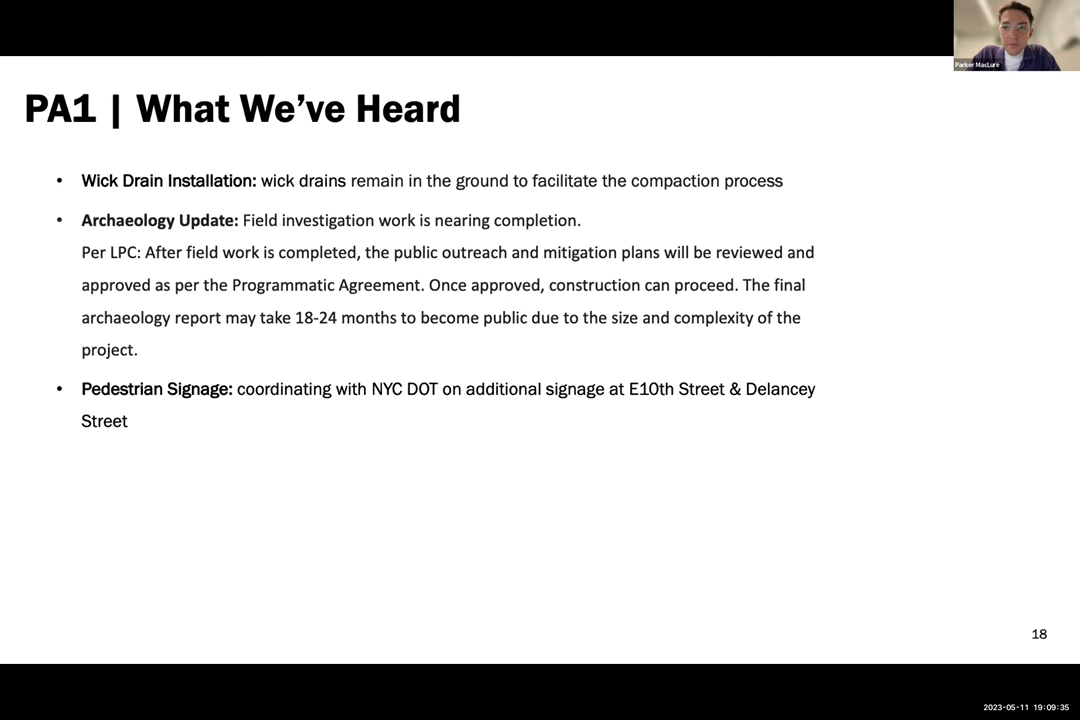 Parker MacLure
PA1 | What We've Heard
• Wick Drain Installation: wick drains remain in the ground to facilitate the compaction process
• Archaeology Update: Field investigation work is nearing completion.
Per LPC: After field work is completed, the public outreach and mitigation plans will be reviewed and
approved as per the Programmatic Agreement. Once approved, construction can proceed. The final
archaeology report may take 18-24 months to become public due to the size and complexity of the
project.
• Pedestrian Signage: coordinating with NYC DOT on additional signage at E10th Street & Delancey
Street
18
2023-05-11 19:09:35